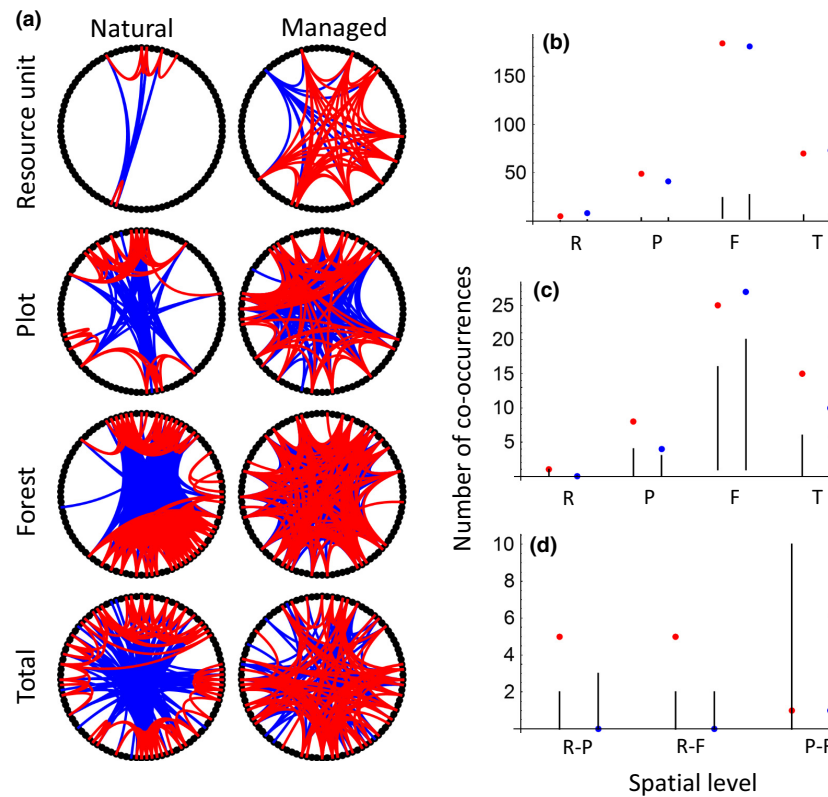 (a)
Natural Managed
Resource unit
Plot
Forest
Total
Number of co-occurrences
(b)
150
100
50
R P F T
(c)
25
20
15
10
5
R P F T
(d)
10
8
6
4
2
R-P R-F P-F
Spatial level